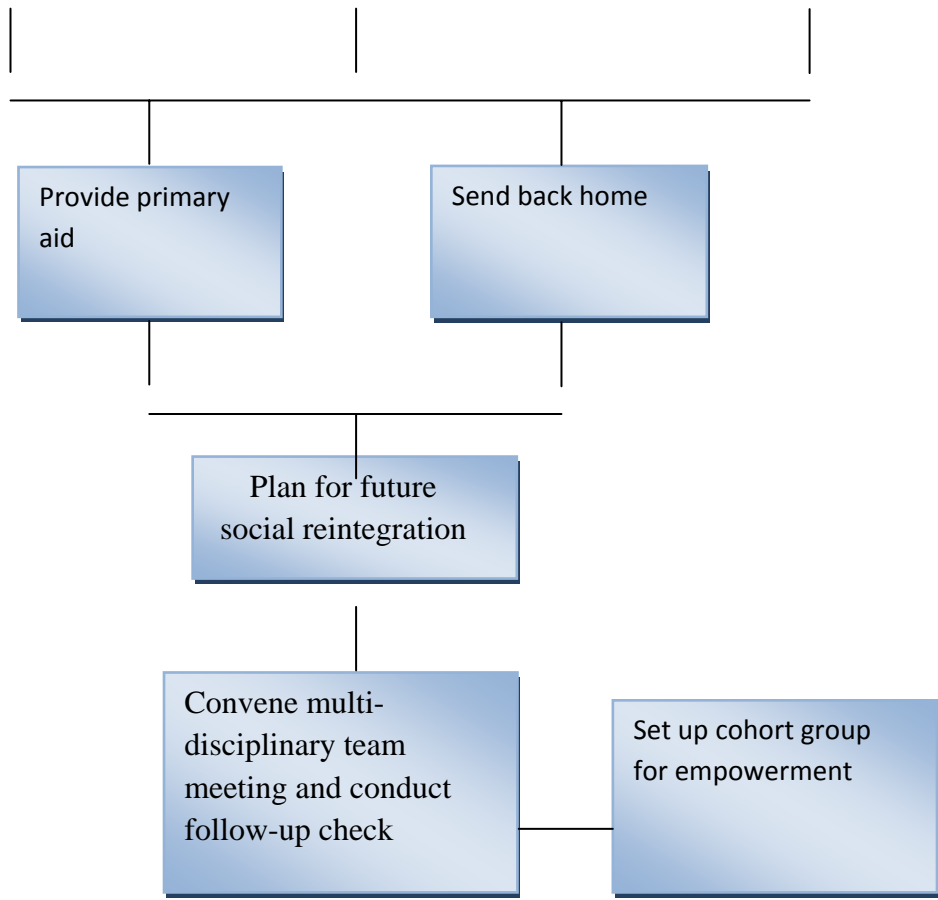 Provide primary
aid
Send back home
Plan for future
social reintegration
Convene multi-
disciplinary team
meeting and conduct
follow-up check
Set up cohort group
for empowerment